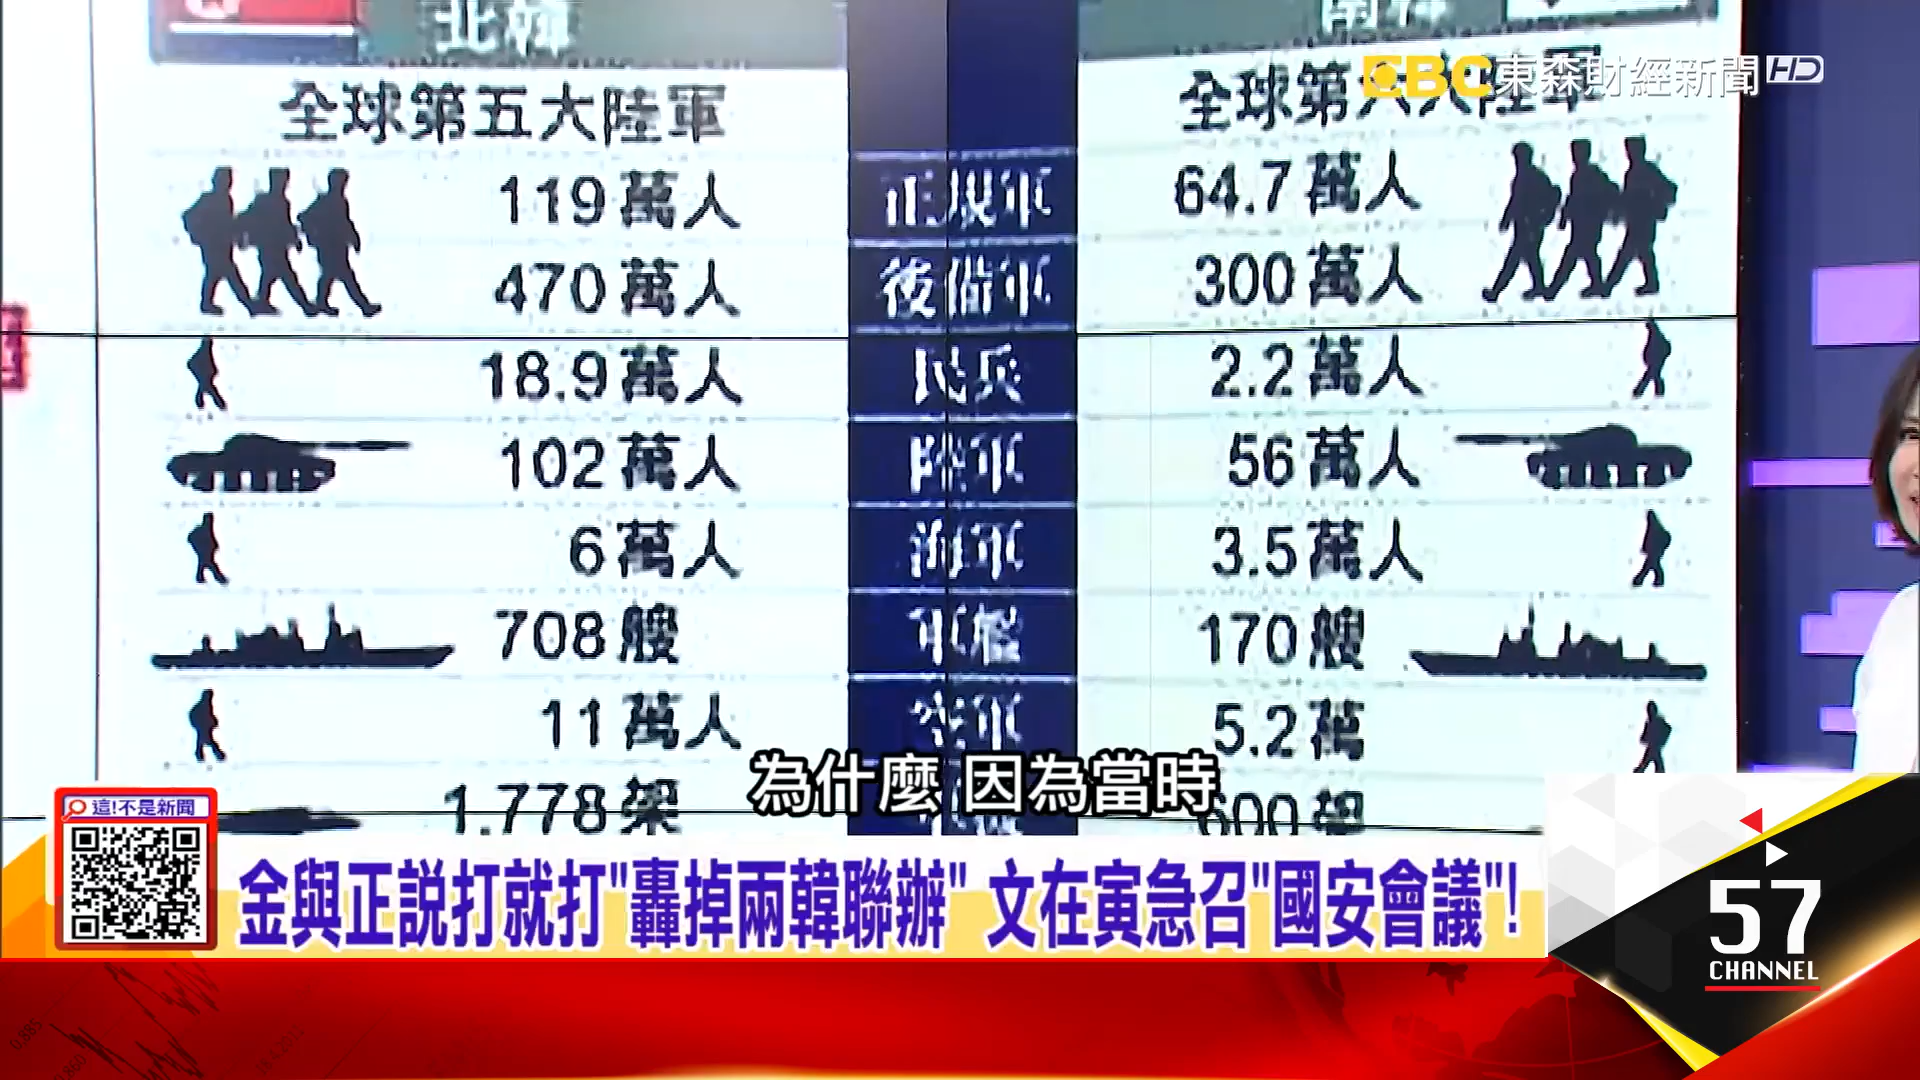 北韓
南韓
EBC東森財經新聞HD
全球第五大陸軍
全球第六大陸軍
119萬人 正規軍 64.7萬人
470萬人 後備軍 300萬人
18.9萬人 民兵 2.2萬人
102萬人 陸軍 56萬人
6萬人 海軍 3.5萬人
708艘 軍艦 170艘
11萬人 空軍 5.2萬
1,778架 600架
為什麼 因為當時
這!不是新聞
金與正説打就打"轟掉兩韓聯辦" 文在寅急召"國安會議"!
57
CHANNEL